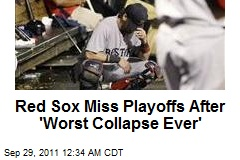 Red Sox Miss Playoffs After
'Worst Collapse Ever'
Sep 29, 2011 12:34 AM CDT